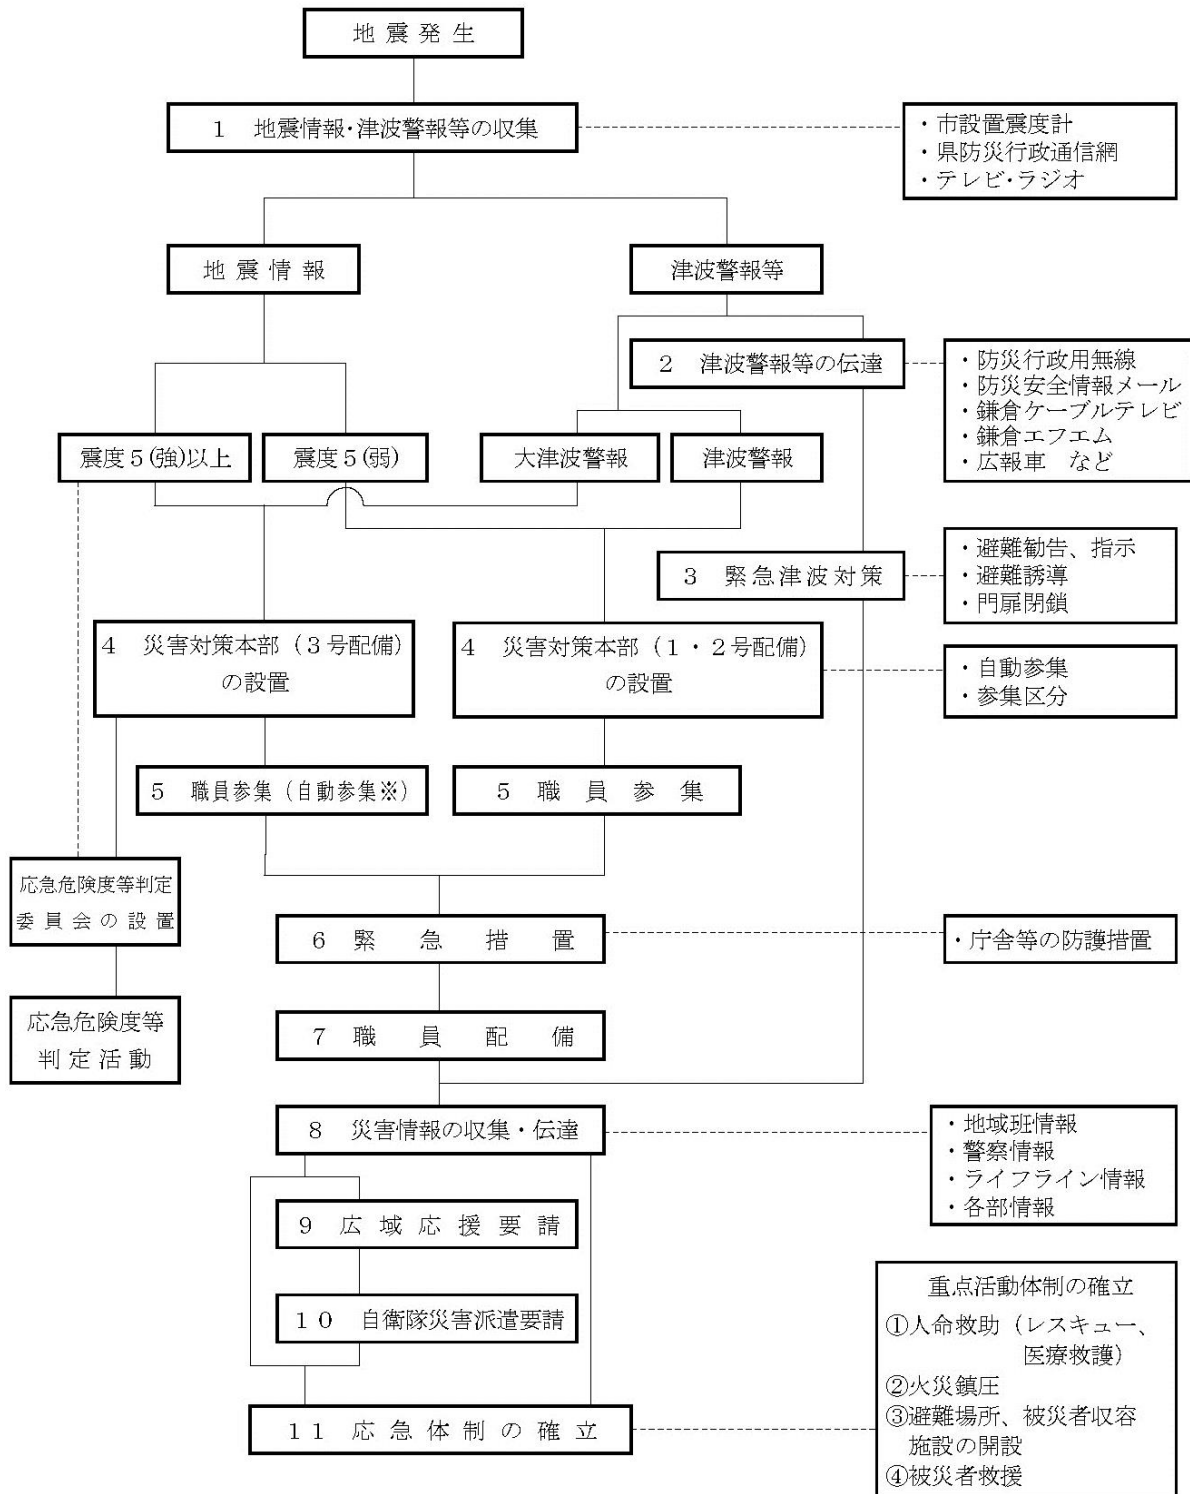 地震発生
１　地震情報・津波警報等の収集
・市設置震度計
・県防災行政通信網
・テレビ・ラジオ
地震情報
津波警報等
２　津波警報等の伝達
・防災行政用無線
・防災安全情報メール
・鎌倉ケーブルテレビ
・鎌倉エフエム
・広報車　など
震度５(強)以上
震度５(弱)
大津波警報
津波警報
３　緊急津波対策
・避難勧告、指示
・避難誘導
・門扉閉鎖
４　災害対策本部（３号配備）
の設置
４　災害対策本部（１・２号配備）
の設置
・自動参集
・参集区分
５　職員参集（自動参集※）
５　職員参集
応急危険度等判定
委員会の設置
６　緊急措置
・庁舎等の防護措置
応急危険度等
判定活動
７　職員配備
８　災害情報の収集・伝達
・地域班情報
・警察情報
・ライフライン情報
・各部情報
９　広域応援要請
１０　自衛隊災害派遣要請
１１　応急体制の確立
重点活動体制の確立
①人命救助（レスキュー、
医療救護）
②火災鎮圧
③避難場所、被災者収容
施設の開設
④被災者救援